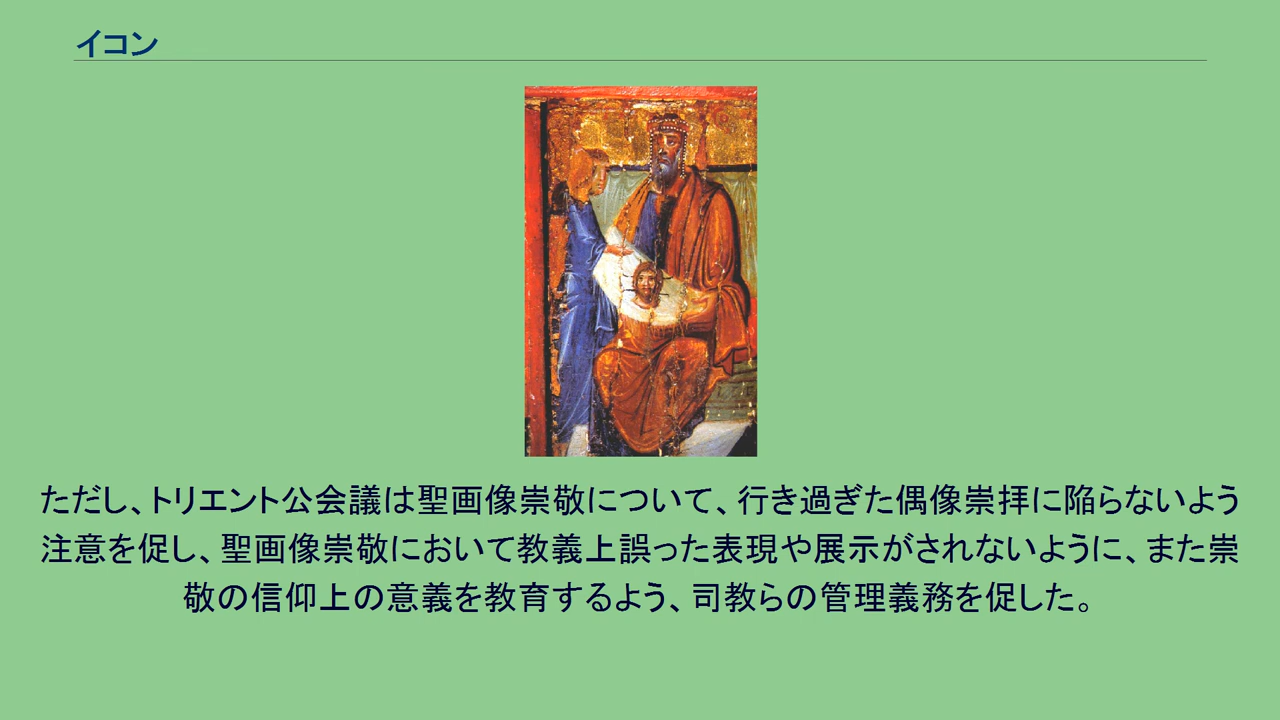 イコン
ただし、トリエント公会議は聖画像崇敬について、行き過ぎた偶像崇拝に陥らないよう
注意を促し、聖画像崇敬において教義上誤った表現や展示がされないように、また崇
敬の信仰上の意義を教育するよう、司教らの管理義務を促した。